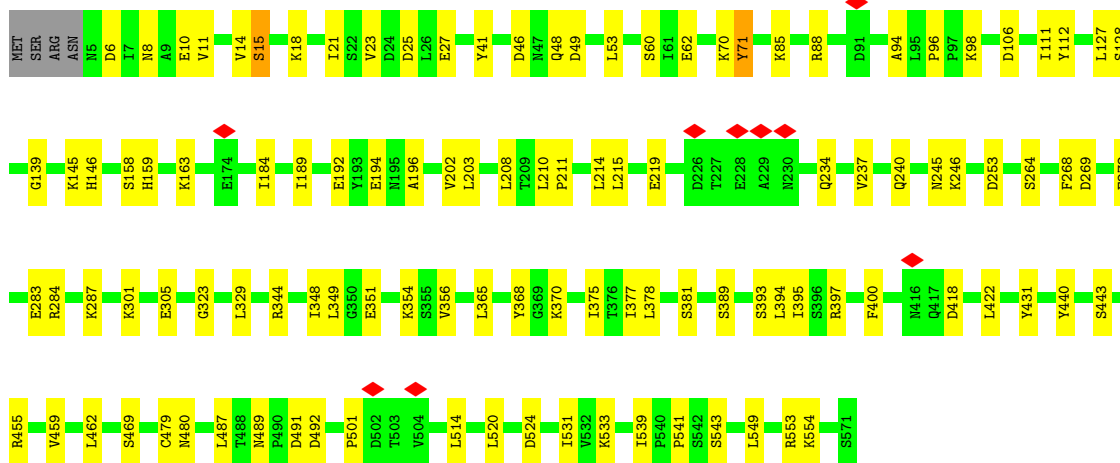 MET SER ARG ASN N5 D6 I7 N8 A9 E10 V11 V14 S15 K18 I21 S22 V23 D24 D25 L26 E27 Y41 D46 N47 Q48 D49 L53 S60 I61 E62 K70 Y71 K85 R88 D91 A94 L95 P96 P97 K98 D106 I111 Y112 L127
G139 K145 H146 S158 H159 K163 E174 I184 I189 E192 Y193 E194 N195 A196 V202 L203 L208 T209 L210 P211 L214 L215 E219 D226 T227 E228 A229 N230 Q234 V237 Q240 N245 K246 D253 S264 F268 D269
E283 R284 K287 K301 E305 G323 L329 R344 I348 L349 G350 E351 K354 S355 V356 L365 Y368 G369 K370 I375 T376 I377 L378 S381 S389 S393 L394 I395 S396 R397 F400 N416 Q417 D418 L422 Y431 Y440 S443
R455 V459 L462 S469 C479 N480 L487 T488 N489 P490 D491 D492 P501 D502 T503 V504 L514 L520 D524 I531 V532 K533 I539 P540 P541 S542 S543 L549 R553 K554 S571